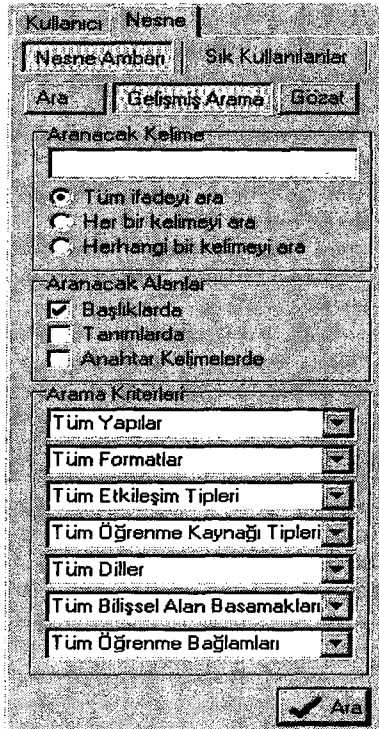 Kullanıcı Nesne
Nesne Ambarı Sık Kullanılanlar
Ara Gelişmiş Arama Gözat
Aranacak Kelime
Tüm ifadeyi ara
Her bir kelimeyi ara
Herhangi bir kelimeyi ara
Aranacak Alanlar
Başlıklarda
Tanımlarda
Anahtar Kelimelerde
Arama Kriterleri
Tüm Yapılar
Tüm Formatlar
Tüm Etkileşim Tipleri
Tüm Öğrenme Kaynağı Tipleri
Tüm Diller
Tüm Bilişsel Alan Basamakları
Tüm Öğrenme Bağlamları
Ara